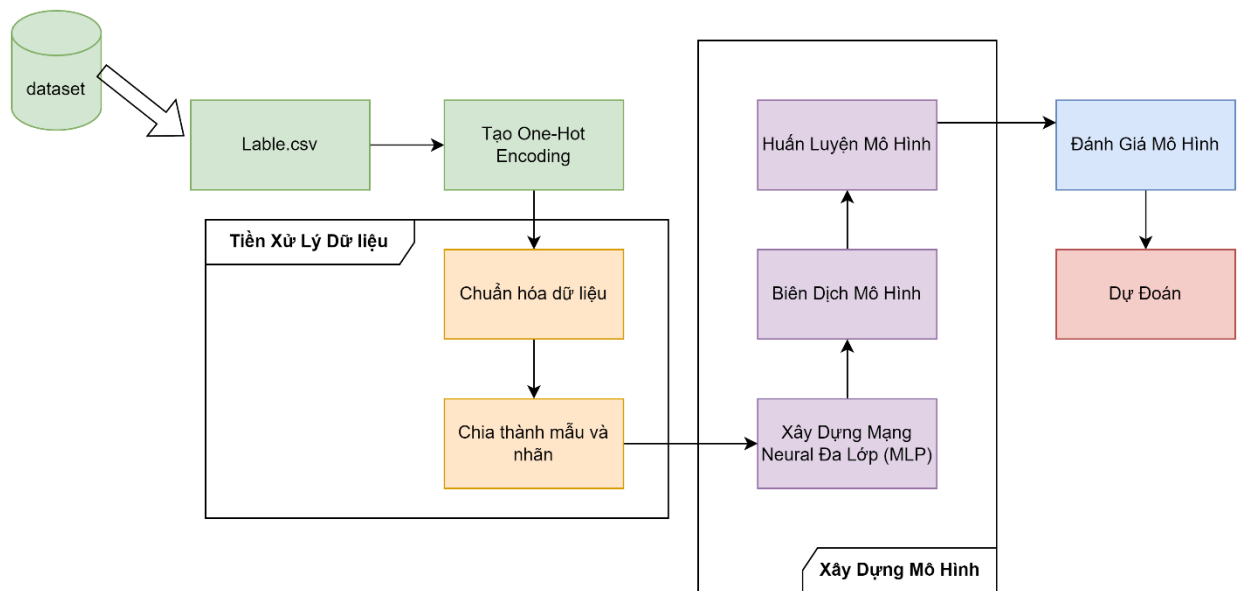 dataset
Lable.csv
Tạo One-Hot
Encoding
Tiền Xử Lý Dữ liệu
Chuẩn hóa dữ liệu
Chia thành mẫu và
nhãn
Huấn Luyện Mô Hình
Biên Dịch Mô Hình
Xây Dựng Mạng
Neural Đa Lớp (MLP)
Xây Dựng Mô Hình
Đánh Giá Mô Hình
Dự Đoán